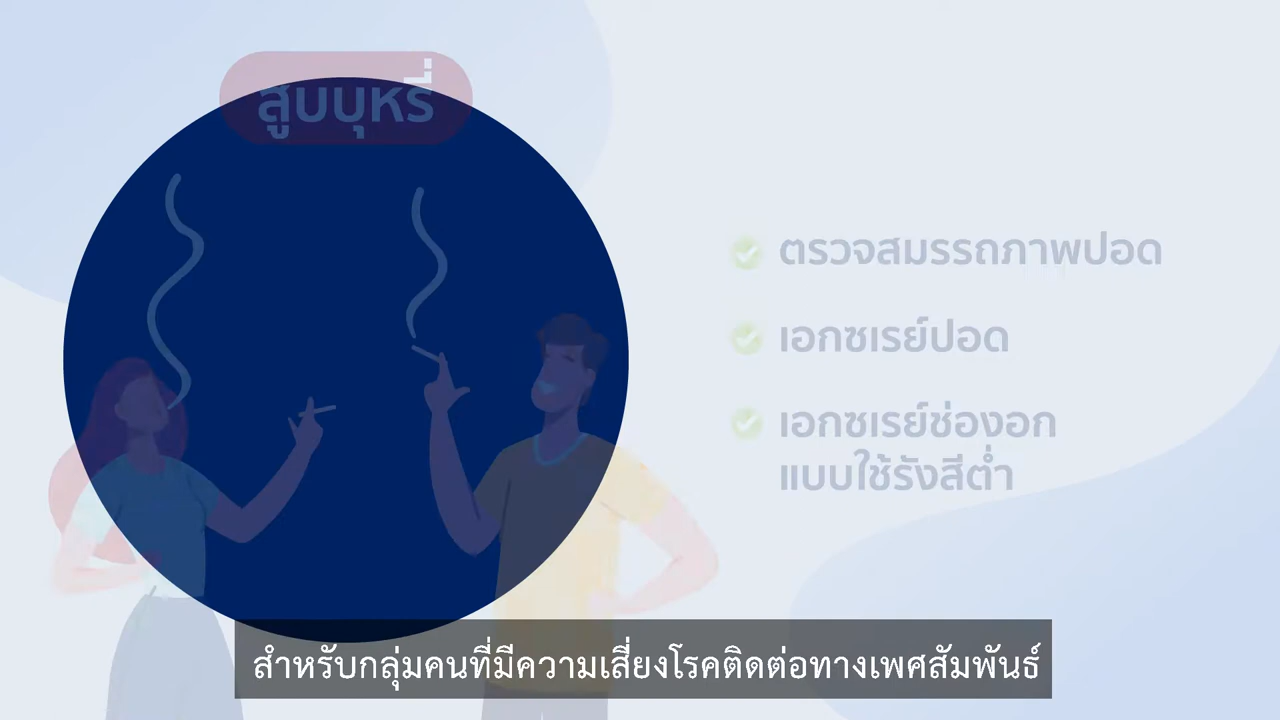 สูบบุหรี่
ตรวจสมรรถภาพปอด
เอกซเรย์ปอด
เอกซเรย์ช่องอก
แบบใช้รังสีต่ำ
สำหรับกลุ่มคนที่มีความเสี่ยงโรคติดต่อทางเพศสัมพันธ์